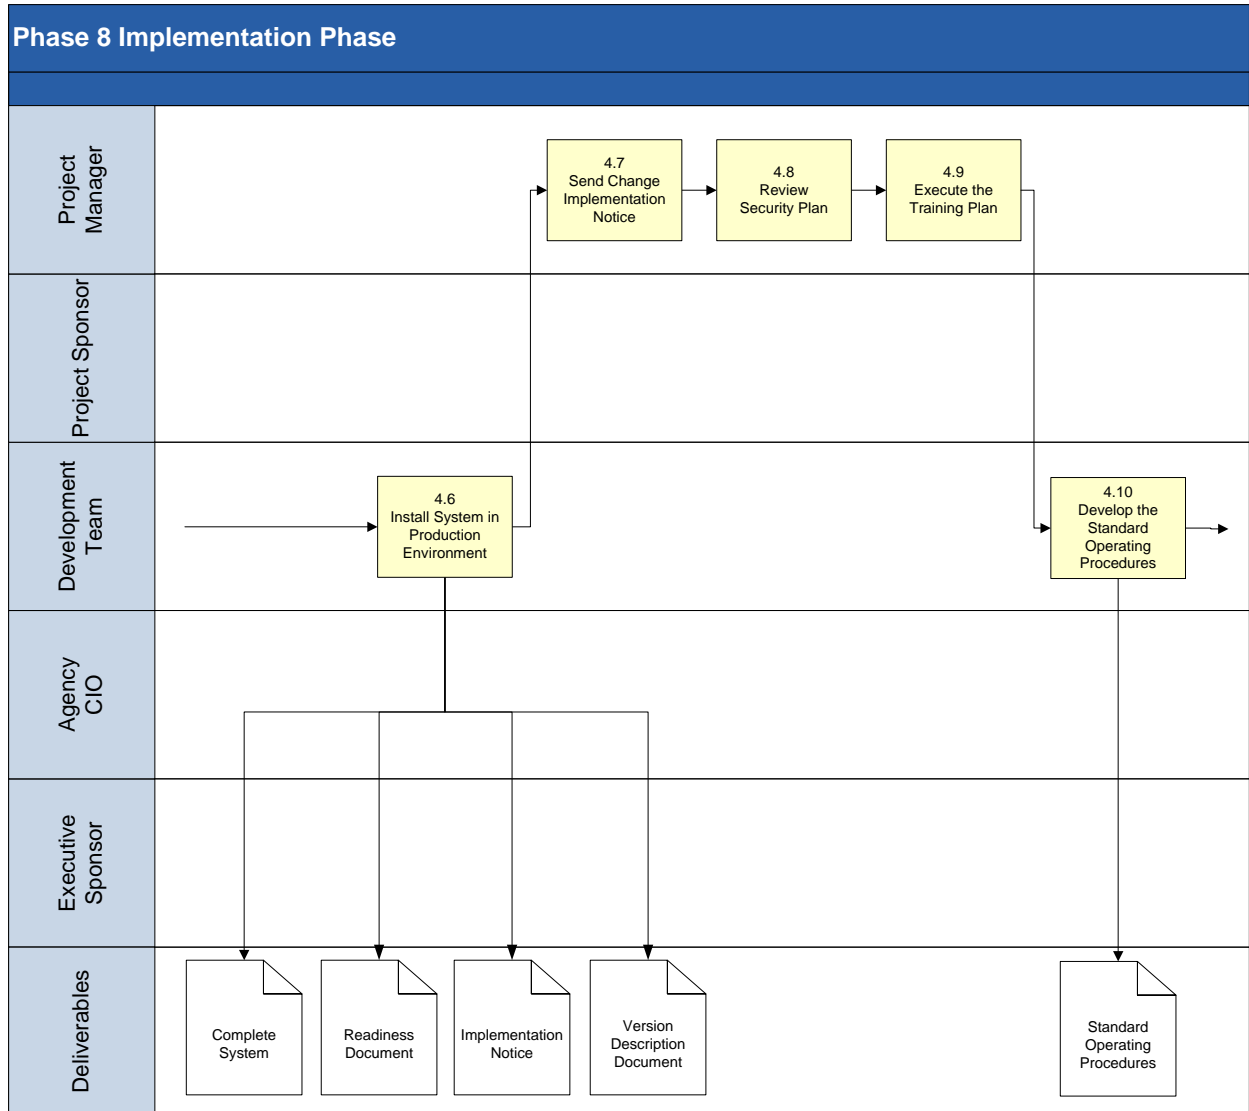 Phase 8 Implementation Phase
Project
Manager
4.7
Send Change
Implementation
Notice
4.8
Review
Security Plan
4.9
Execute the
Training Plan
Project Sponsor
Development
Team
4.6
Install System in
Production
Environment
4.10
Develop the
Standard
Operating
Procedures
Agency
CIO
Executive
Sponsor
Deliverables
Complete
System
Readiness
Document
Implementation
Notice
Version
Description
Document
Standard
Operating
Procedures